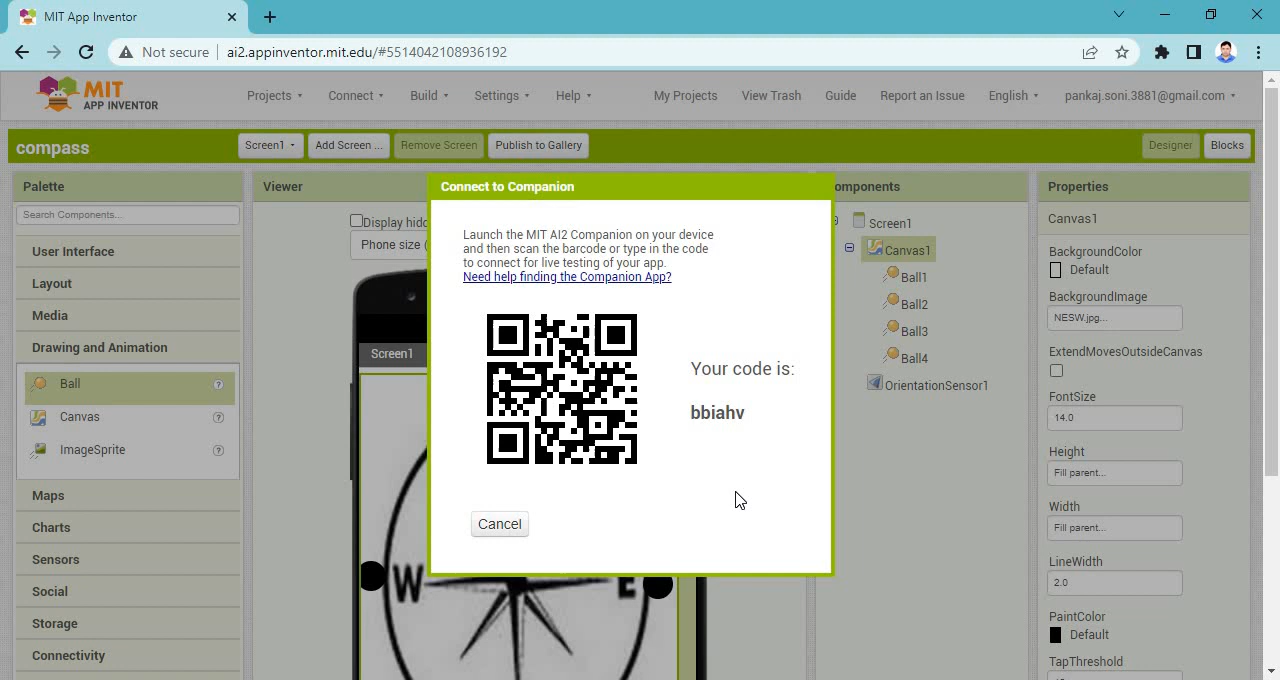 MIT App Inventor
Not secure
ai2.appinventor.mit.edu/#5514042108936192
MIT
APP INVENTOR
Projects
Connect
Build
Settings
Help
My Projects
View Trash
Guide
Report an Issue
English
pankaj.soni.3881@gmail.com
compass
Screen1
Add Screen ...
Remove Screen
Publish to Gallery
Designer
Blocks
Palette
Search Components...
User Interface
Layout
Media
Drawing and Animation
Ball
?
Canvas
?
ImageSprite
?
Maps
Charts
Sensors
Social
Storage
Connectivity
Viewer
Phone size (
Screen1
W
E
Connect to Companion
Launch the MIT AI2 Companion on your device
and then scan the barcode or type in the code
to connect for live testing of your app.
Need help finding the Companion App?
Your code is:
bbiahv
Cancel
Screen1
Canvas1
Ball1
Ball2
Ball3
Ball4
OrientationSensor1
Properties
Canvas1
BackgroundColor
Default
BackgroundImage
NESW.jpg...
ExtendMovesOutsideCanvas
FontSize
14.0
Height
Fill parent...
Width
Fill parent...
LineWidth
2.0
PaintColor
Default
TapThreshold